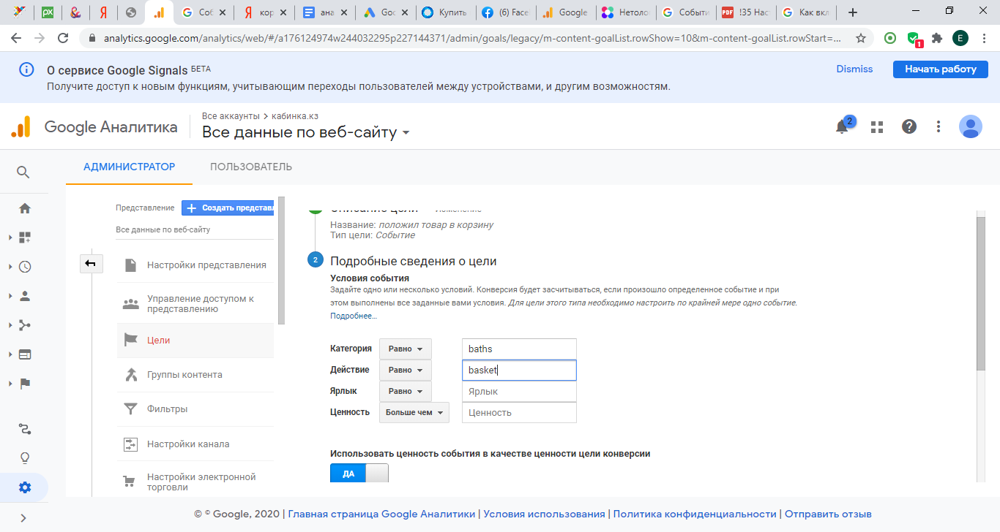 Соб
кор
ана
Goo
Купить
(6) Face
Google
Нетоло
Событи
!35 Нас
Как вкл
analytics.google.com/analytics/web/#/a176124974w244032295p227144371/admin/goals/legacy/m-content-goalList.rowShow=10&m-content-goalList.rowStart=...
1
E
О сервисе Google Signals БЕТА
Dismiss
Начать работу
Получите доступ к новым функциям, учитывающим переходы пользователей между устройствами, и другим возможностям.
Google Аналитика
Все аккаунты > кабинка.кз
Все данные по веб-сайту
2
АДМИНИСТРАТОР
ПОЛЬЗОВАТЕЛЬ
Представление
+ Создать представл
Все данные по веб-сайту
Настройки представления
Управление доступом к
представлению
Цели
Группы контента
Фильтры
Настройки канала
Настройки электронной
торговли
Описание цели
Изменение
Название: положил товар в корзину
Тип цели: Событие
2
Подробные сведения о цели
Условия события
Задайте одно или несколько условий. Конверсия будет засчитываться, если произошло определенное событие и при
этом выполнены все заданные вами условия. Для цели этого типа необходимо настроить по крайней мере одно событие.
Подробнее…
Категория Равно baths
Действие Равно basket
Ярлык Равно Ярлык
Ценность Больше чем Ценность
Использовать ценность события в качестве ценности цели конверсии
ДА
© Google, 2020 | Главная страница Google Аналитики | Условия использования | Политика конфиденциальности | Отправить отзыв